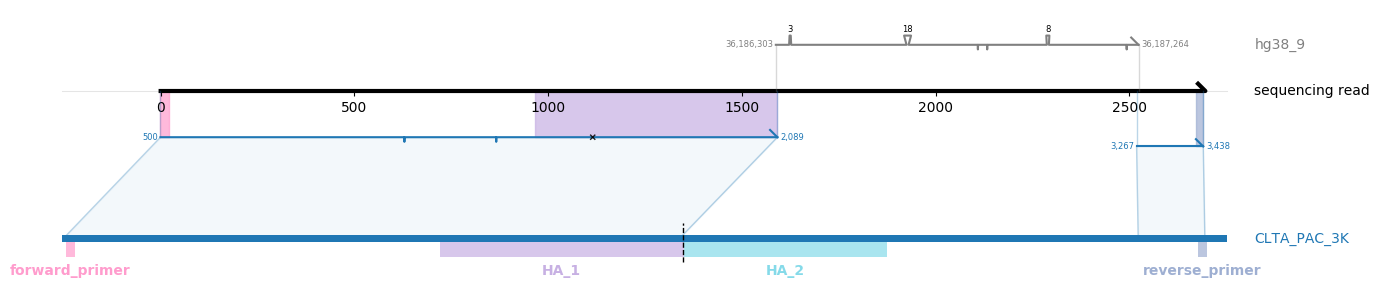 3 18 8
36,186,303 36,187,264 hg38_9
sequencing read
0 500 1000 1500 2000 2500
500 × 2,089
3,267 3,438
CLTA_PAC_3K
forward_primer HA_1 HA_2 reverse_primer